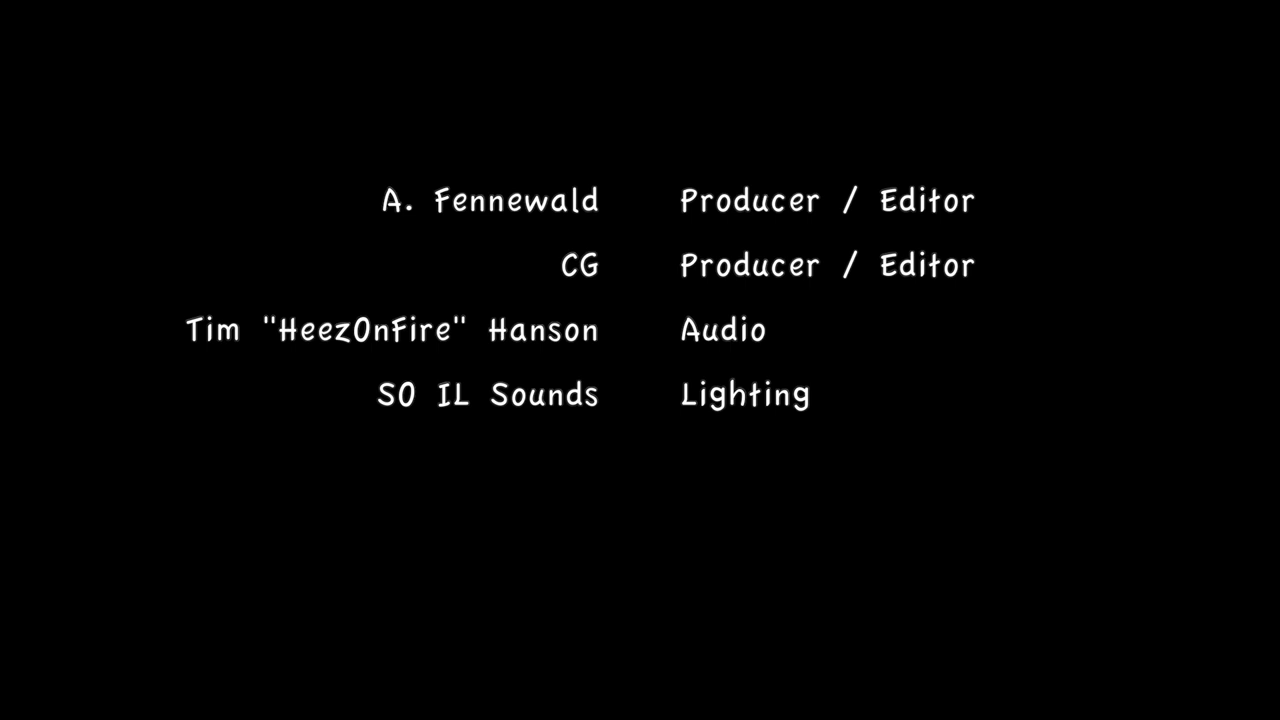 A. Fennewald Producer / Editor
CG Producer / Editor
Tim "HeezOnFire" Hanson Audio
SO IL Sounds Lighting